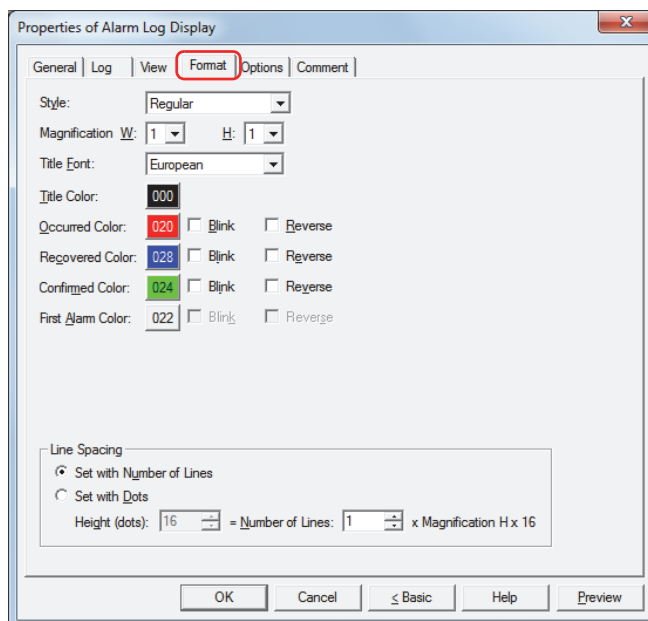 Properties of Alarm Log Display
General Log View Format Options Comment
Style: Regular
Magnification W: 1 H: 1
Title Font: European
Title Color: 000
Occurred Color: 020 Blink Reverse
Recovered Color: 028 Blink Reverse
Confirmed Color: 024 Blink Reverse
First Alarm Color: 022 Blink Reverse
Line Spacing
Set with Number of Lines
Set with Dots
Height (dots): 16 = Number of Lines: 1 x Magnification H x 16
OK Cancel < Basic Help Preview